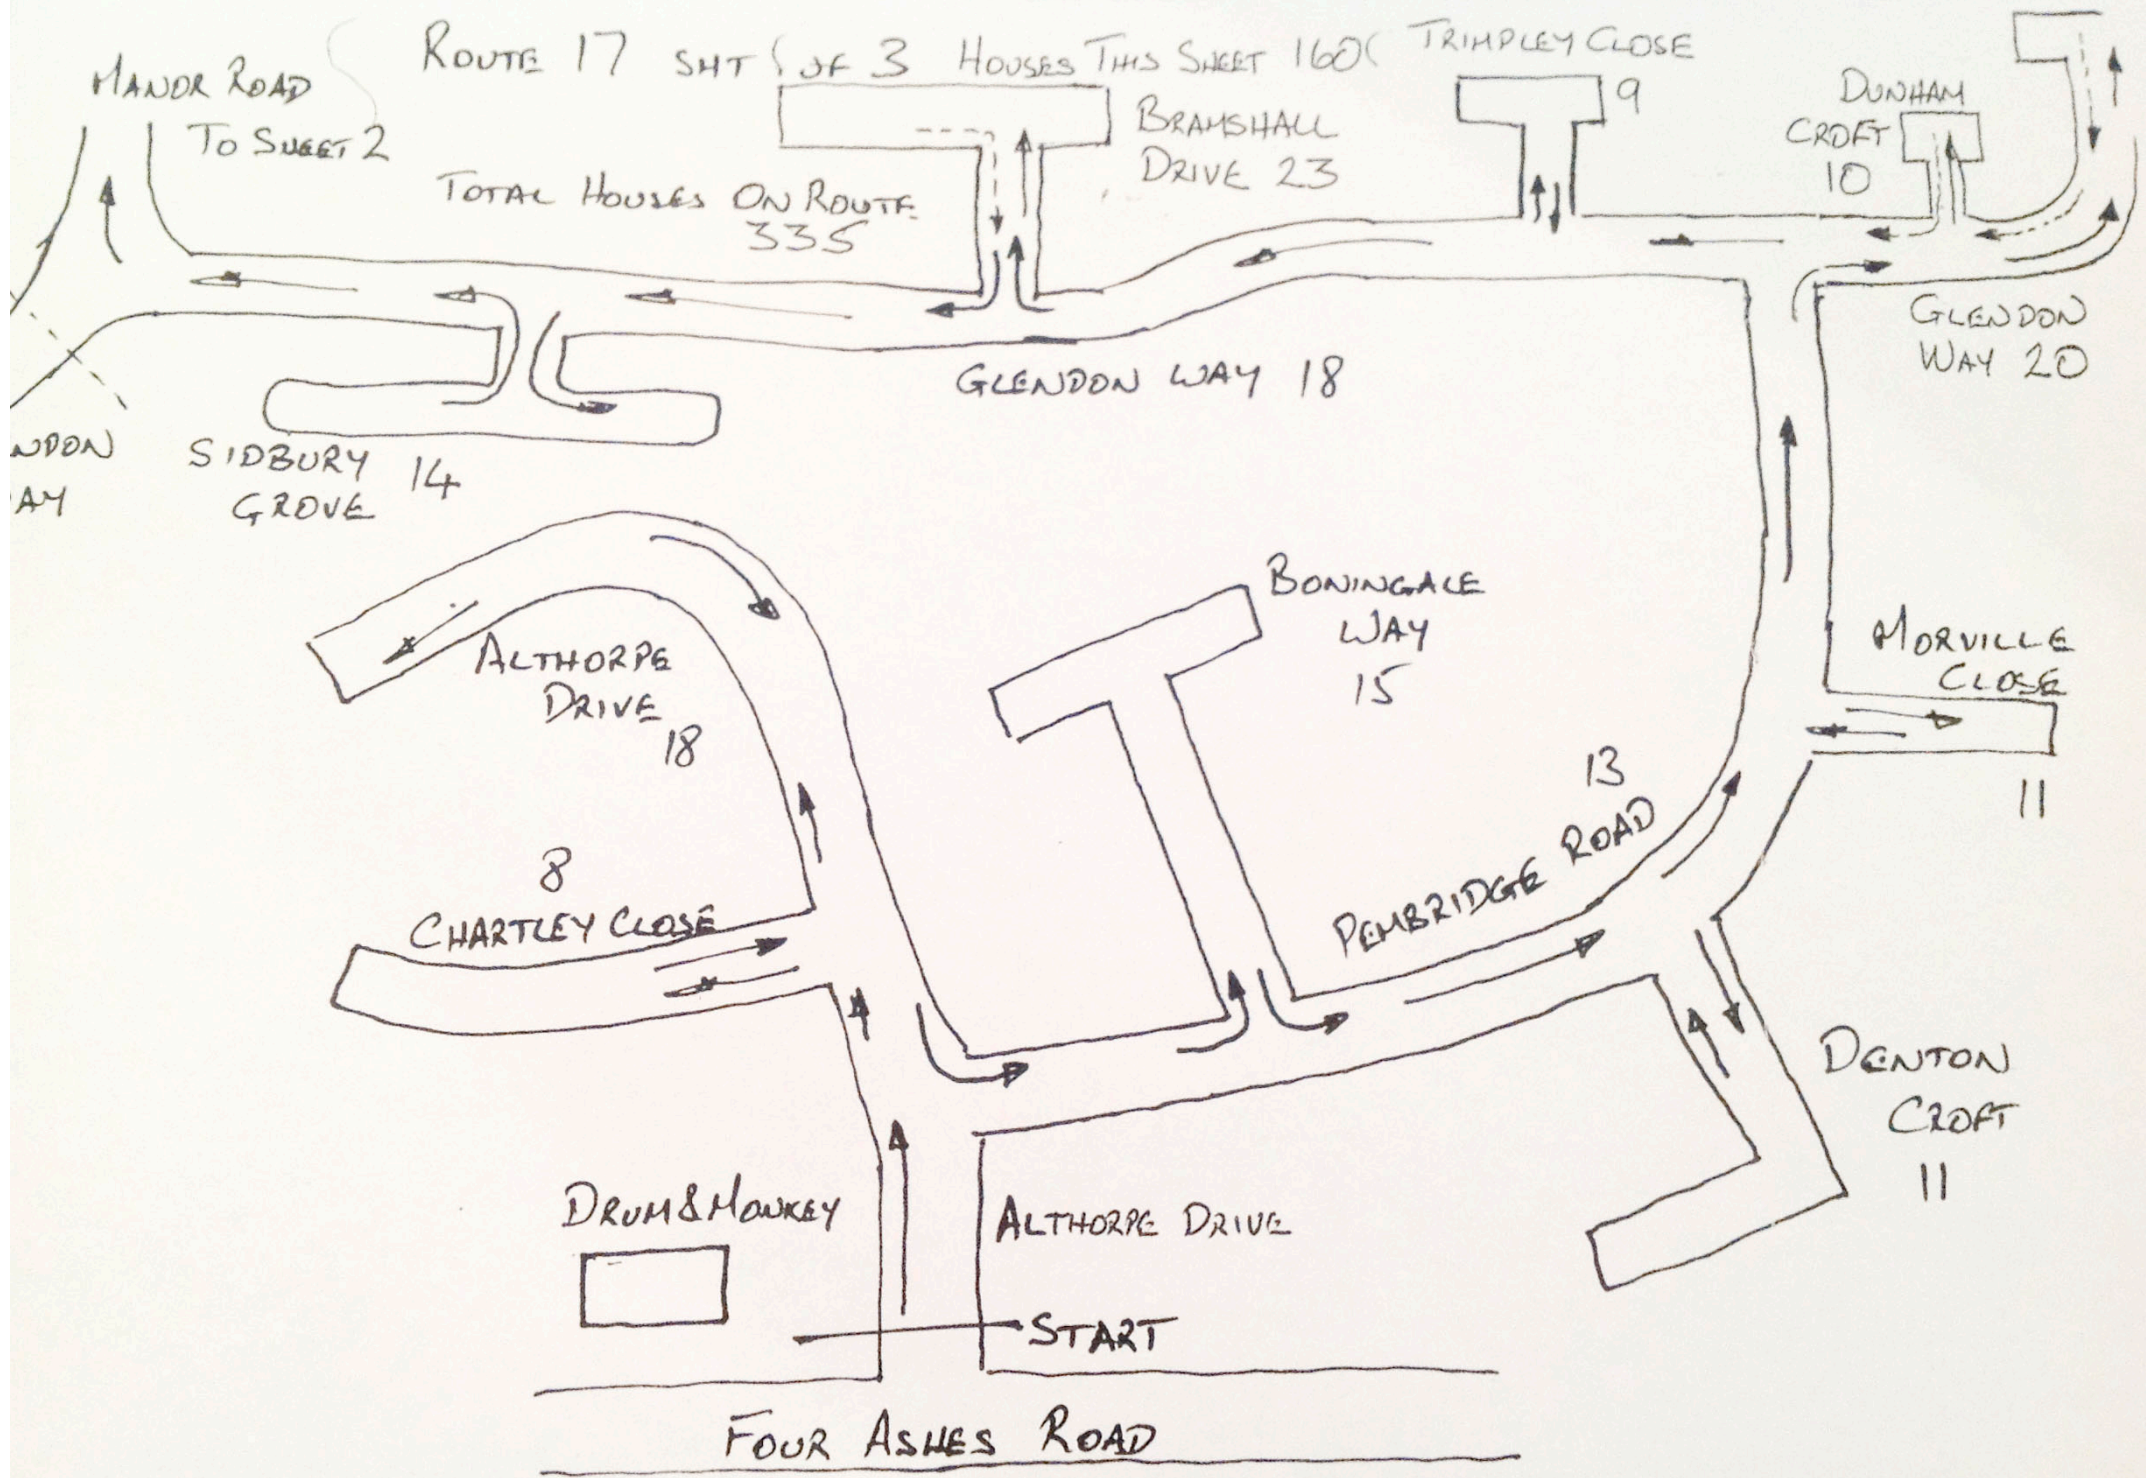 ROUTE 17 SHT 1 OF 3 HOUSES THIS SHEET 160
MANOR ROAD
TO SHEET 2
TOTAL HOUSES ON ROUTE
335
BRAMSHALL
DRIVE 23
TRIMPLEY CLOSE
9
DUNHAM
CROFT
10
GLENDON
WAY 20
GLENDON WAY 18
NDON
AY
SIDBURY 14
GROVE
ALTHORPE
DRIVE
18
BONINGALE
WAY
15
MORVILLE
CLOSE
11
13
PEMBRIDGE ROAD
8
CHARTLEY CLOSE
DENTON
CROFT
11
DRUM & MONKEY
ALTHORPE DRIVE
START
FOUR ASHES ROAD